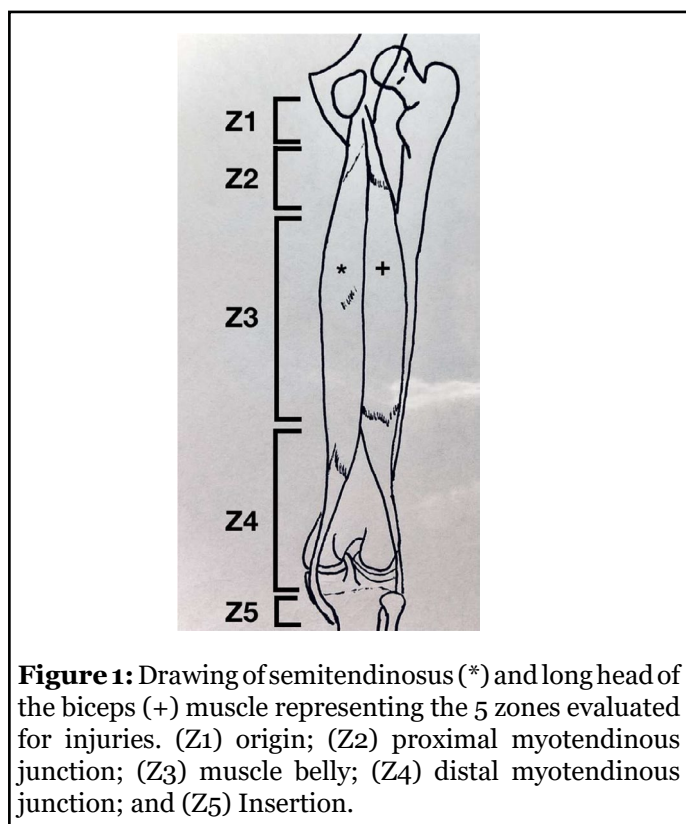 Z1
Z2
*
+
Z3
Z4
Z5
Figure 1: Drawing of semitendinosus (*) and long head of
the biceps (+) muscle representing the 5 zones evaluated
for injuries. (Z1) origin; (Z2) proximal myotendinous
junction; (Z3) muscle belly; (Z4) distal myotendinous
junction; and (Z5) Insertion.